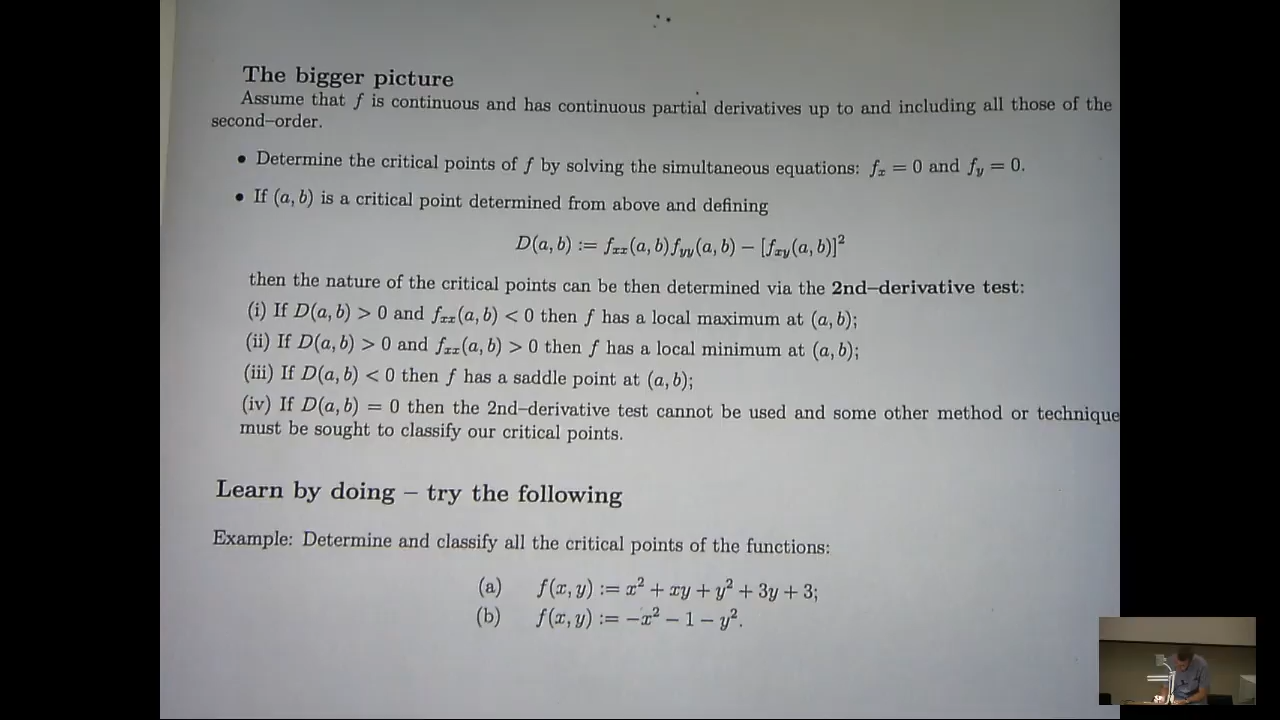 The bigger picture
Assume that f is continuous and has continuous partial derivatives up to and including all those of the
second–order.
• Determine the critical points of f by solving the simultaneous equations: fₓ = 0 and f_y = 0.
• If (a, b) is a critical point determined from above and defining
D(a, b) := f_xx(a, b)f_yy(a, b) − [f_xy(a, b)]²
then the nature of the critical points can be then determined via the 2nd–derivative test:
(i) If D(a, b) > 0 and f_xx(a, b) < 0 then f has a local maximum at (a, b);
(ii) If D(a, b) > 0 and f_xx(a, b) > 0 then f has a local minimum at (a, b);
(iii) If D(a, b) < 0 then f has a saddle point at (a, b);
(iv) If D(a, b) = 0 then the 2nd–derivative test cannot be used and some other method or technique
must be sought to classify our critical points.
Learn by doing – try the following
Example: Determine and classify all the critical points of the functions:
(a) f(x, y) := x² + xy + y² + 3y + 3;
(b) f(x, y) := −x² − 1 − y².